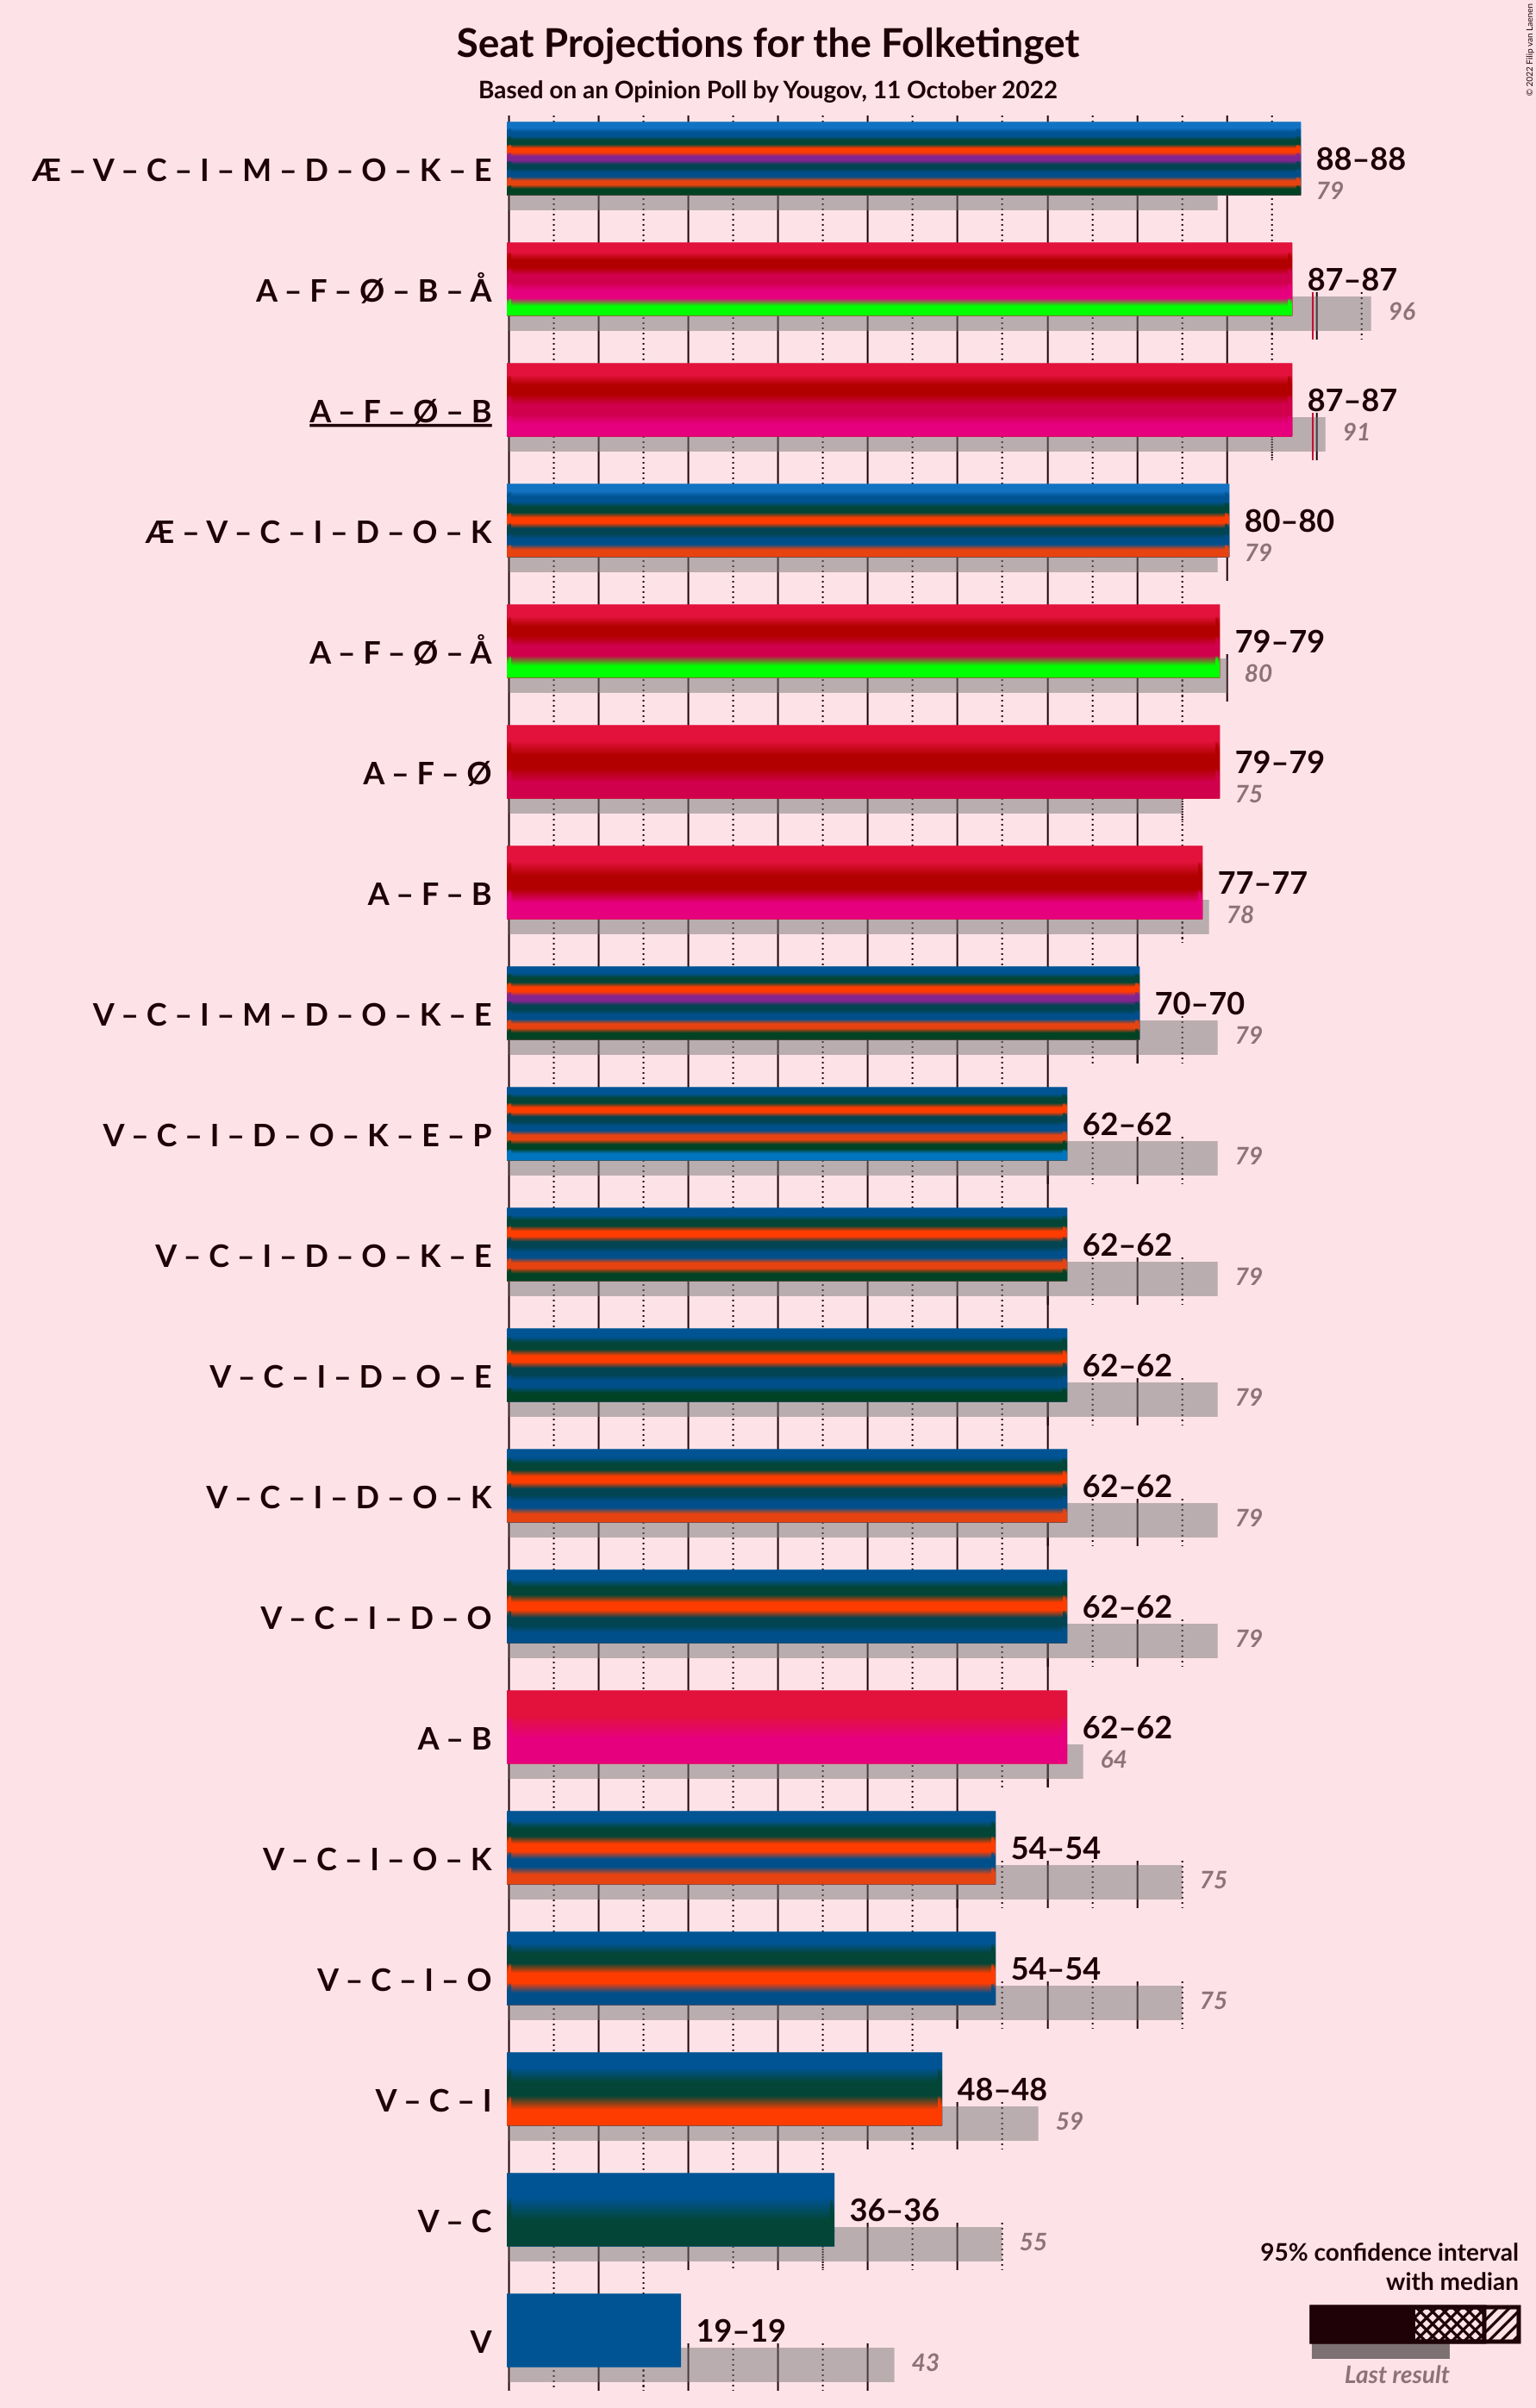 Seat Projections for the Folketinget
Based on an Opinion Poll by Yougov, 11 October 2022
© 2022 Filip van Laenen
Æ – V – C – I – M – D – O – K – E
88–88
79
A – F – Ø – B – Å
87–87
96
A – F – Ø – B
87–87
91
Æ – V – C – I – D – O – K
80–80
79
A – F – Ø – Å
79–79
80
A – F – Ø
79–79
75
A – F – B
77–77
78
V – C – I – M – D – O – K – E
70–70
79
V – C – I – D – O – K – E – P
62–62
79
V – C – I – D – O – K – E
62–62
79
V – C – I – D – O – E
62–62
79
V – C – I – D – O – K
62–62
79
V – C – I – D – O
62–62
79
A – B
62–62
64
V – C – I – O – K
54–54
75
V – C – I – O
54–54
75
V – C – I
48–48
59
V – C
36–36
55
V
19–19
43
95% confidence interval
with median
Last result